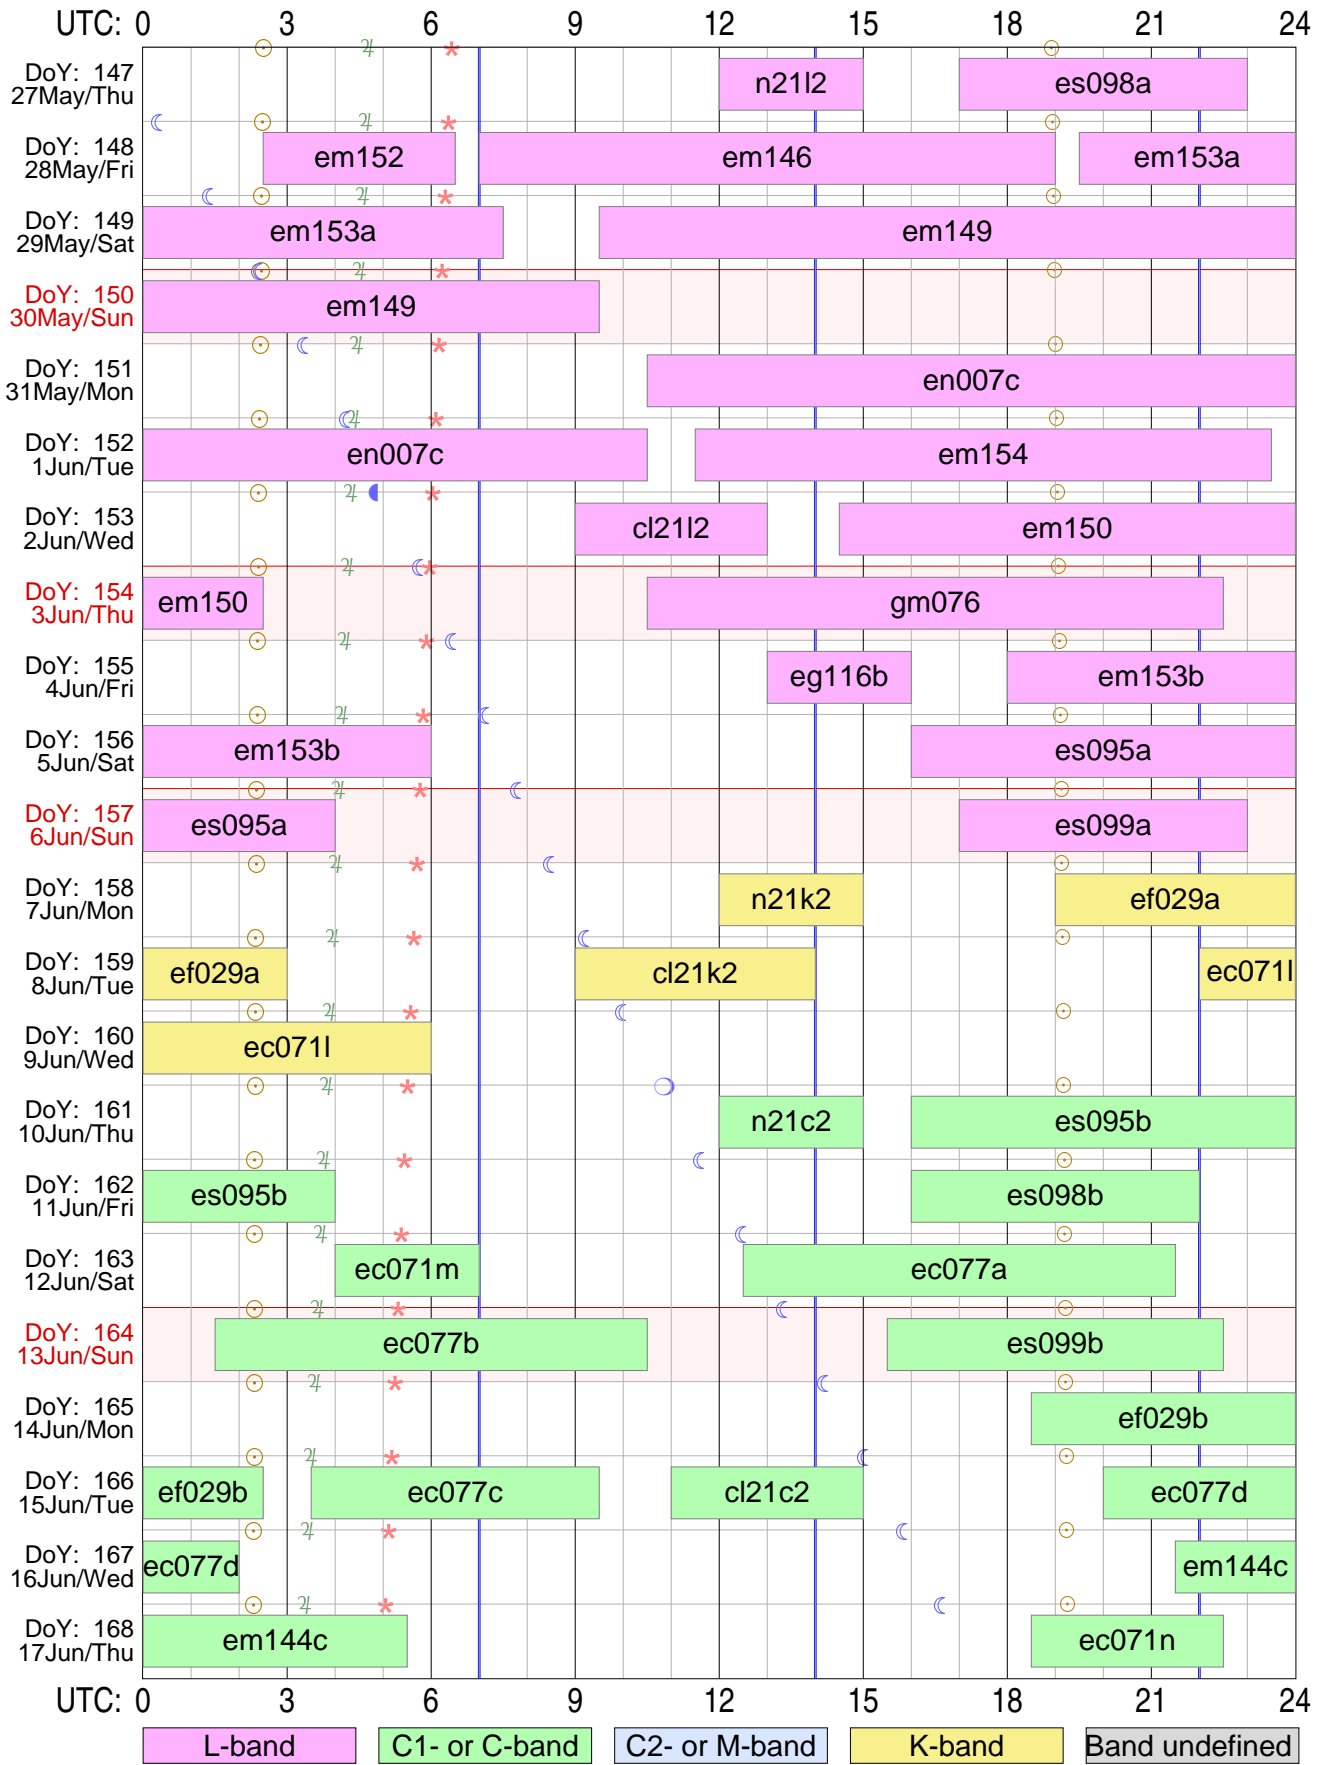 UTC: 0 3 6 9 12 15 18 21 24
DoY: 147
27May/Thu
n21l2 es098a
DoY: 148
28May/Fri
em152 em146 em153a
DoY: 149
29May/Sat
em153a em149
DoY: 150
30May/Sun
em149
DoY: 151
31May/Mon
en007c
DoY: 152
1Jun/Tue
en007c em154
DoY: 153
2Jun/Wed
cl21l2 em150
DoY: 154
3Jun/Thu
em150 gm076
DoY: 155
4Jun/Fri
eg116b em153b
DoY: 156
5Jun/Sat
em153b es095a
DoY: 157
6Jun/Sun
es095a es099a
DoY: 158
7Jun/Mon
n21k2 ef029a
DoY: 159
8Jun/Tue
ef029a cl21k2 ec071l
DoY: 160
9Jun/Wed
ec071l
DoY: 161
10Jun/Thu
n21c2 es095b
DoY: 162
11Jun/Fri
es095b es098b
DoY: 163
12Jun/Sat
ec071m ec077a
DoY: 164
13Jun/Sun
ec077b es099b
DoY: 165
14Jun/Mon
ef029b
DoY: 166
15Jun/Tue
ef029b ec077c cl21c2 ec077d
DoY: 167
16Jun/Wed
ec077d em144c
DoY: 168
17Jun/Thu
em144c ec071n
UTC: 0 3 6 9 12 15 18 21 24
L-band C1- or C-band C2- or M-band K-band Band undefined